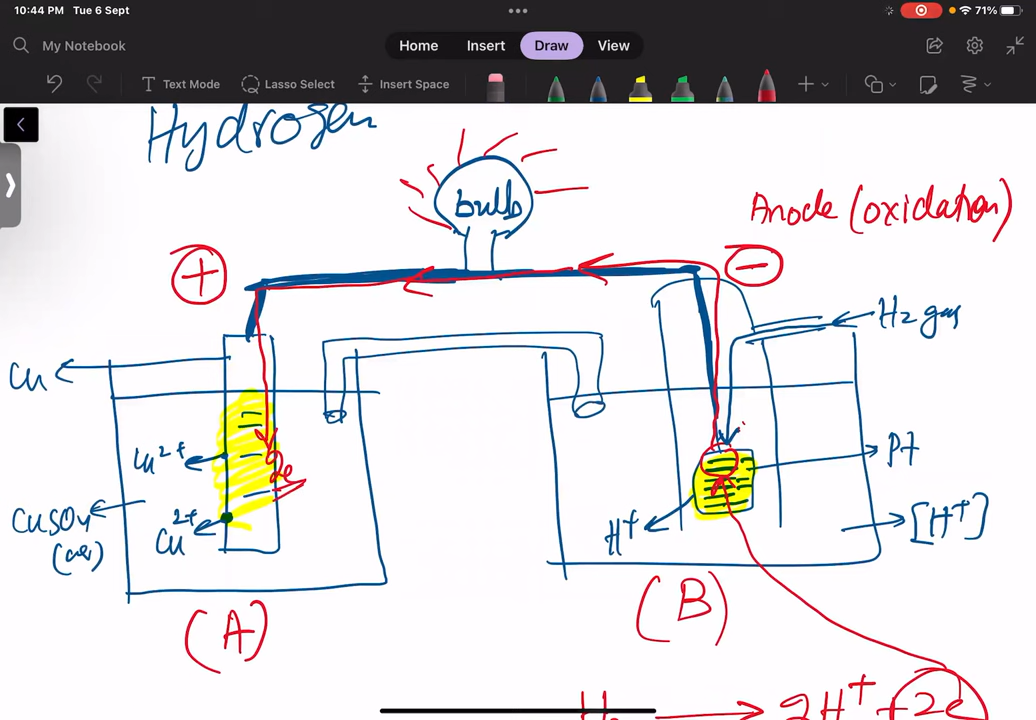 10:44 PM Tue 6 Sept
71%
My Notebook
Home Insert Draw View
Text Mode Lasso Select Insert Space
Hydrogen
bulb
Anode (oxidation)
+
−
H2 gas
Cu
Cu²⁺
2e
Pt
CuSO4
Cu²⁺
H⁺
[H⁺]
(A)
(B)
H₂ → 2H⁺ + 2e